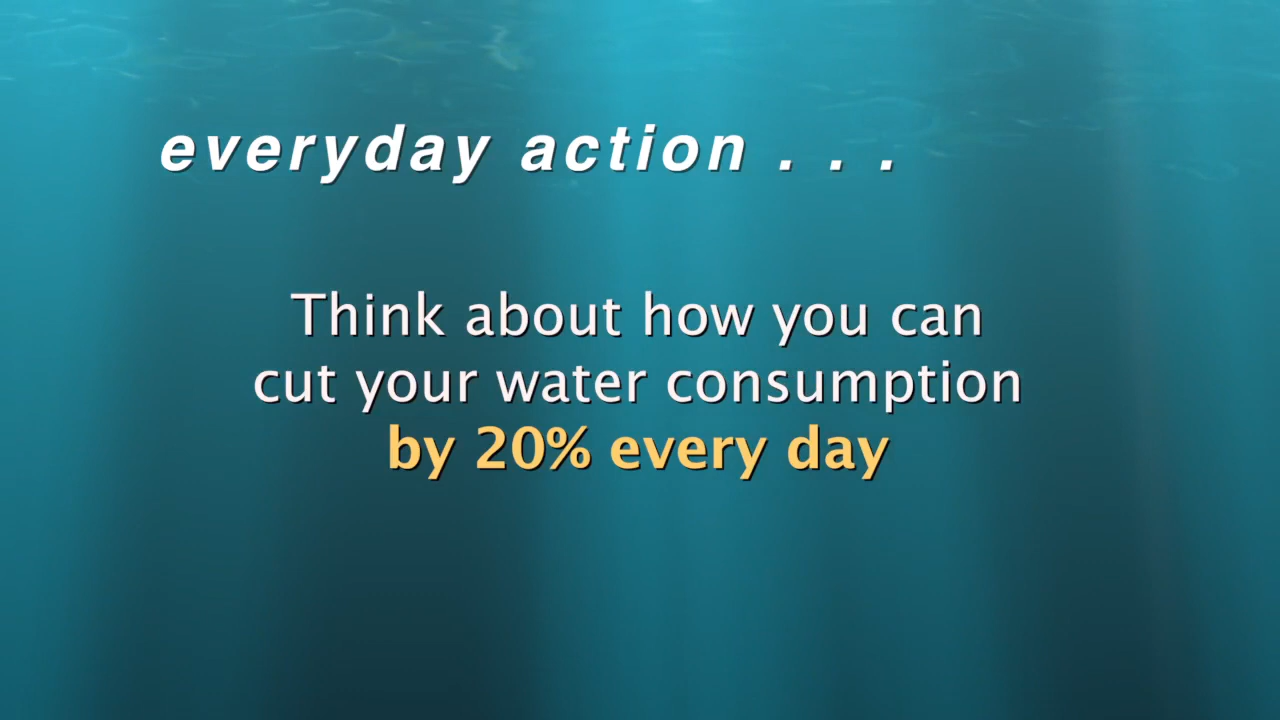 everyday action . . .
Think about how you can
cut your water consumption
by 20% every day